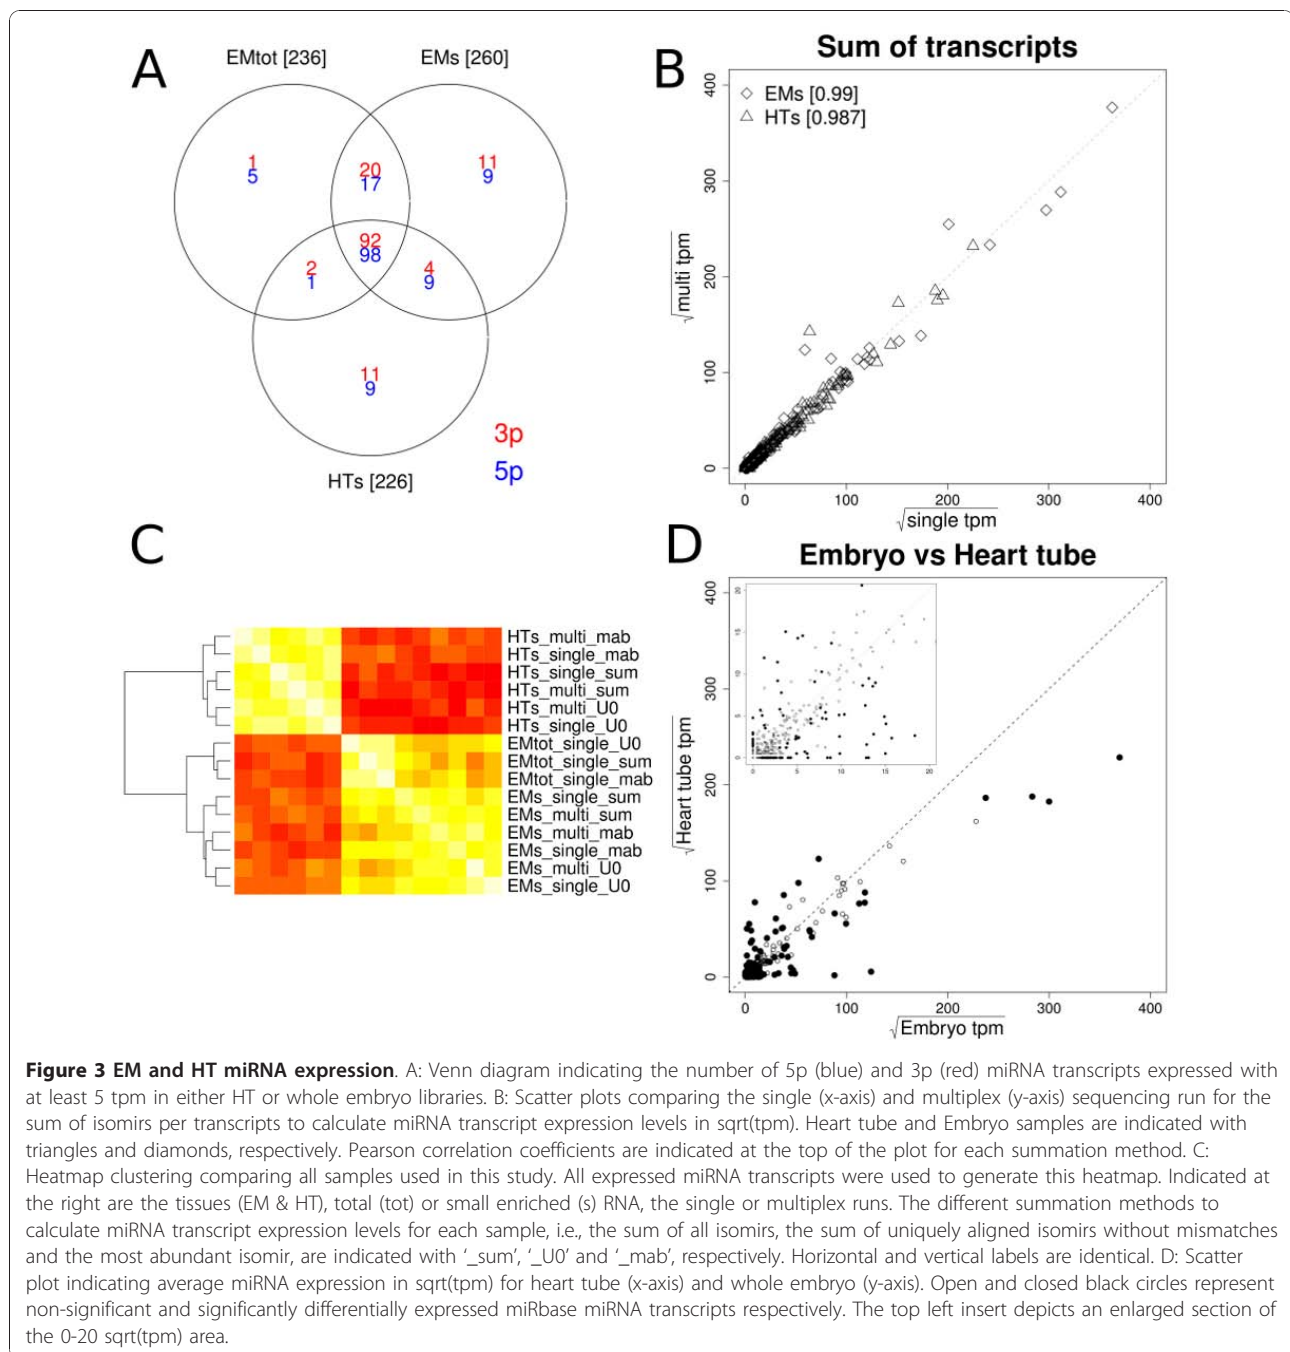 A
EMtot [236]
EMs [260]
1
5
20
17
11
9
92
98
2
1
4
9
11
9
3p
5p
HTs [226]
B
Sum of transcripts
EMs [0.99]
HTs [0.987]
√multi tpm
400
300
200
100
0
0 100 200 300 400
√single tpm
C
HTs_multi_mab
HTs_single_mab
HTs_single_sum
HTs_multi_sum
HTs_multi_U0
HTs_single_U0
EMtot_single_U0
EMtot_single_sum
EMtot_single_mab
EMs_single_sum
EMs_multi_sum
EMs_multi_mab
EMs_single_mab
EMs_multi_U0
EMs_single_U0
D
Embryo vs Heart tube
√Heart tube tpm
400
300
200
100
0
20
15
10
5
0
0 5 10 15 20
0 100 200 300 400
√Embryo tpm
Figure 3 EM and HT miRNA expression. A: Venn diagram indicating the number of 5p (blue) and 3p (red) miRNA transcripts expressed with
at least 5 tpm in either HT or whole embryo libraries. B: Scatter plots comparing the single (x-axis) and multiplex (y-axis) sequencing run for the
sum of isomirs per transcripts to calculate miRNA transcript expression levels in sqrt(tpm). Heart tube and Embryo samples are indicated with
triangles and diamonds, respectively. Pearson correlation coefficients are indicated at the top of the plot for each summation method. C:
Heatmap clustering comparing all samples used in this study. All expressed miRNA transcripts were used to generate this heatmap. Indicated at
the right are the tissues (EM & HT), total (tot) or small enriched (s) RNA, the single or multiplex runs. The different summation methods to
calculate miRNA transcript expression levels for each sample, i.e., the sum of all isomirs, the sum of uniquely aligned isomirs without mismatches
and the most abundant isomir, are indicated with ‘_sum’, ‘_U0’ and ‘_mab’, respectively. Horizontal and vertical labels are identical. D: Scatter
plot indicating average miRNA expression in sqrt(tpm) for heart tube (x-axis) and whole embryo (y-axis). Open and closed black circles represent
non-significant and significantly differentially expressed miRbase miRNA transcripts respectively. The top left insert depicts an enlarged section of
the 0-20 sqrt(tpm) area.